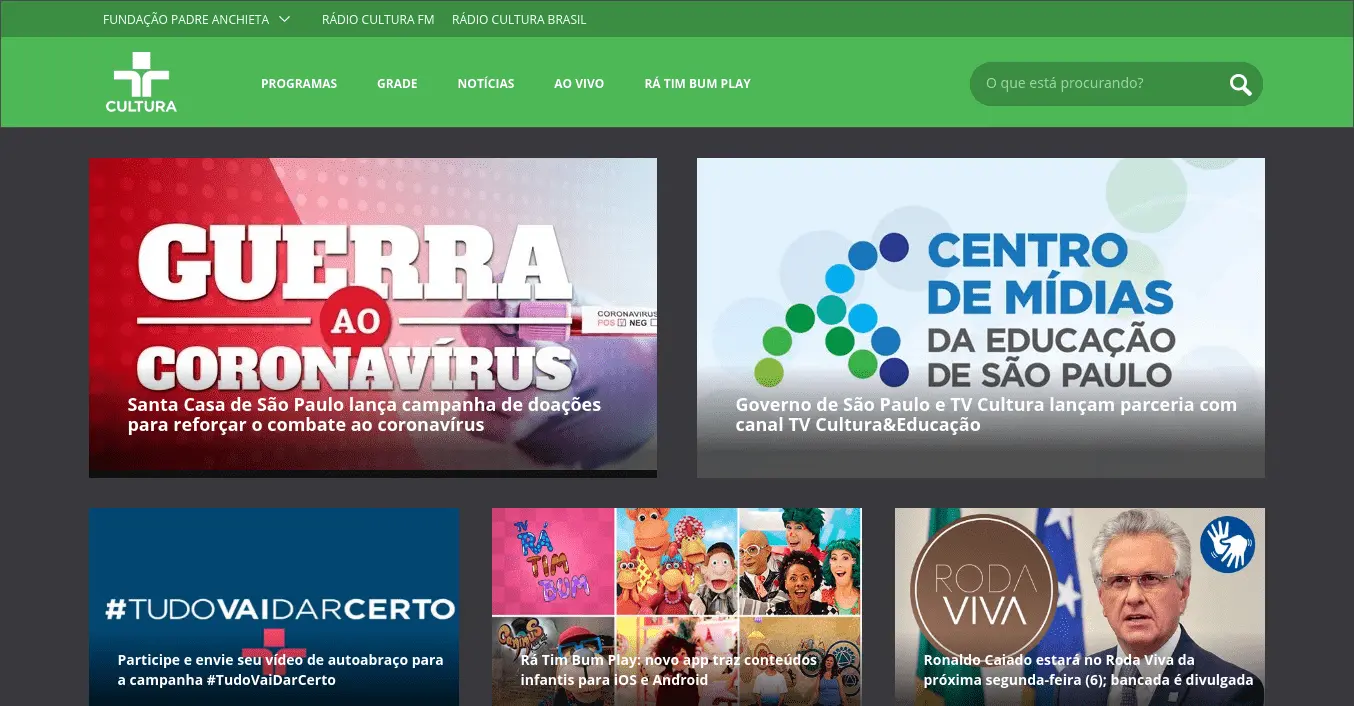 FUNDAÇÃO PADRE ANCHIETA RÁDIO CULTURA FM RÁDIO CULTURA BRASIL
CULTURA
PROGRAMAS GRADE NOTÍCIAS AO VIVO RÁ TIM BUM PLAY
O que está procurando?
GUERRA
AO
CORONAVÍRUS
CORONAVIRUS
POS NEG
Santa Casa de São Paulo lança campanha de doações
para reforçar o combate ao coronavírus
CENTRO
DE MÍDIAS
DA EDUCAÇÃO
DE SÃO PAULO
Governo de São Paulo e TV Cultura lançam parceria com
canal TV Cultura&Educação
#TUDOVAIDARCERTO
Participe e envie seu vídeo de autoabraço para
a campanha #TudoVaiDarCerto
TV
RÁ
TIM
BUM
Rá Tim Bum Play: novo app traz conteúdos
infantis para iOS e Android
RODA
VIVA
Ronaldo Caiado estará no Roda Viva da
próxima segunda-feira (6); bancada é divulgada